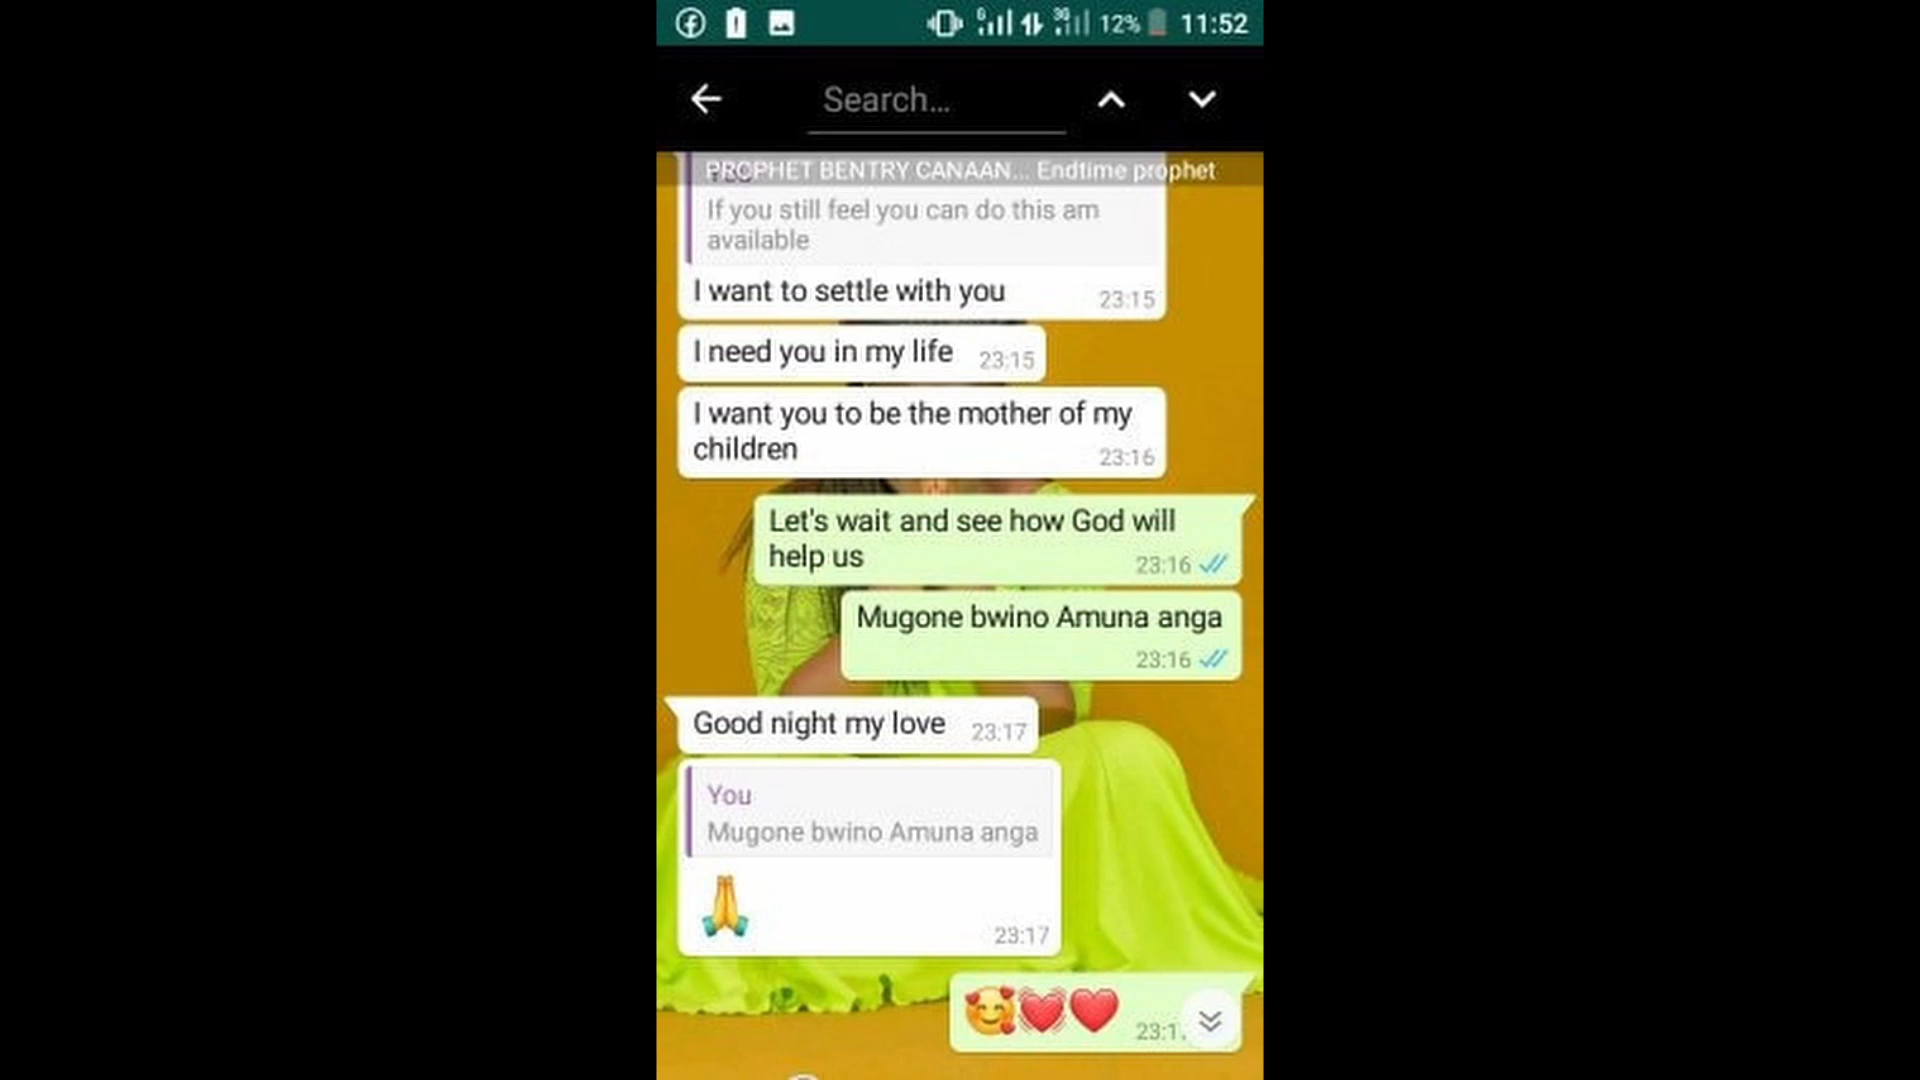 12% 11:52
Search...
PROPHET BENTRY CANAAN... Endtime prophet
If you still feel you can do this am
available
I want to settle with you 23:15
I need you in my life 23:15
I want you to be the mother of my
children 23:16
Let's wait and see how God will
help us 23:16
Mugone bwino Amuna anga
23:16
Good night my love 23:17
You
Mugone bwino Amuna anga
23:17